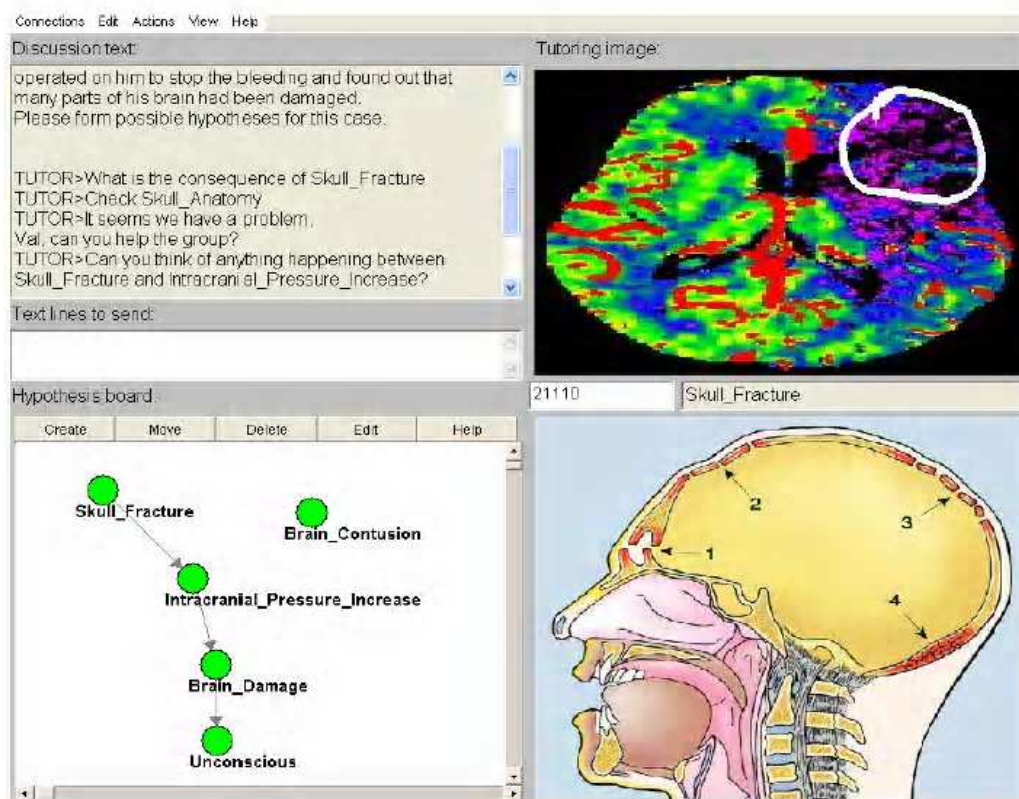 Connections Edit Actions View Help
Discussion text:
operated on him to stop the bleeding and found out that
many parts of his brain had been damaged.
Please form possible hypotheses for this case.
TUTOR>What is the consequence of Skull_Fracture
TUTOR>Check Skull_Anatomy
TUTOR>It seems we have a problem.
Val, can you help the group?
TUTOR>Can you think of anything happening between
Skull_Fracture and Intracranial_Pressure_Increase?
Text lines to send:
Tutoring image:
21110
Skull_Fracture
Hypothesis board
Create Move Delete Edit Help
Skull_Fracture
Brain_Contusion
Intracranial_Pressure_Increase
Brain_Damage
Unconscious
1
2
3
4